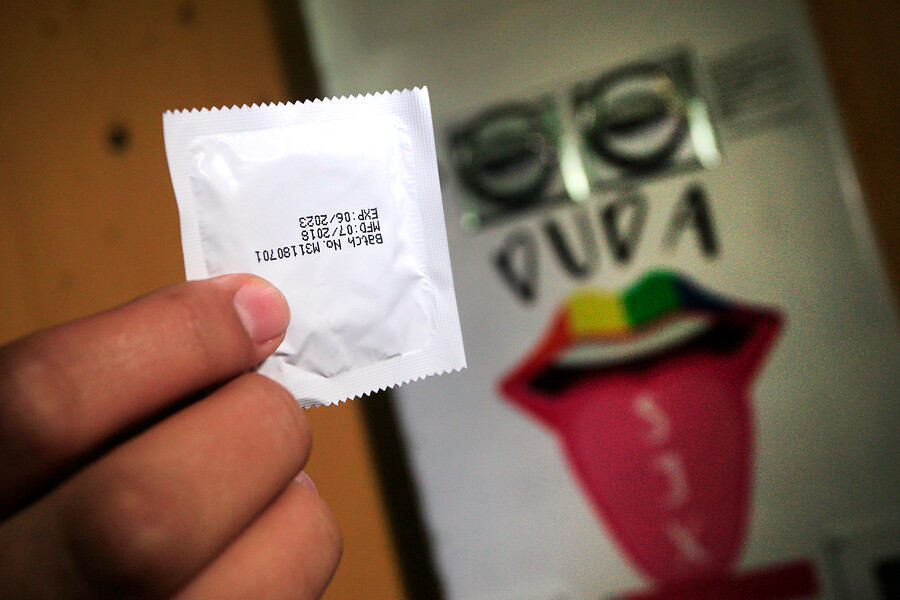 Batch No.M31180701
MFD:07/2018
EXP:06/2023
DUDA